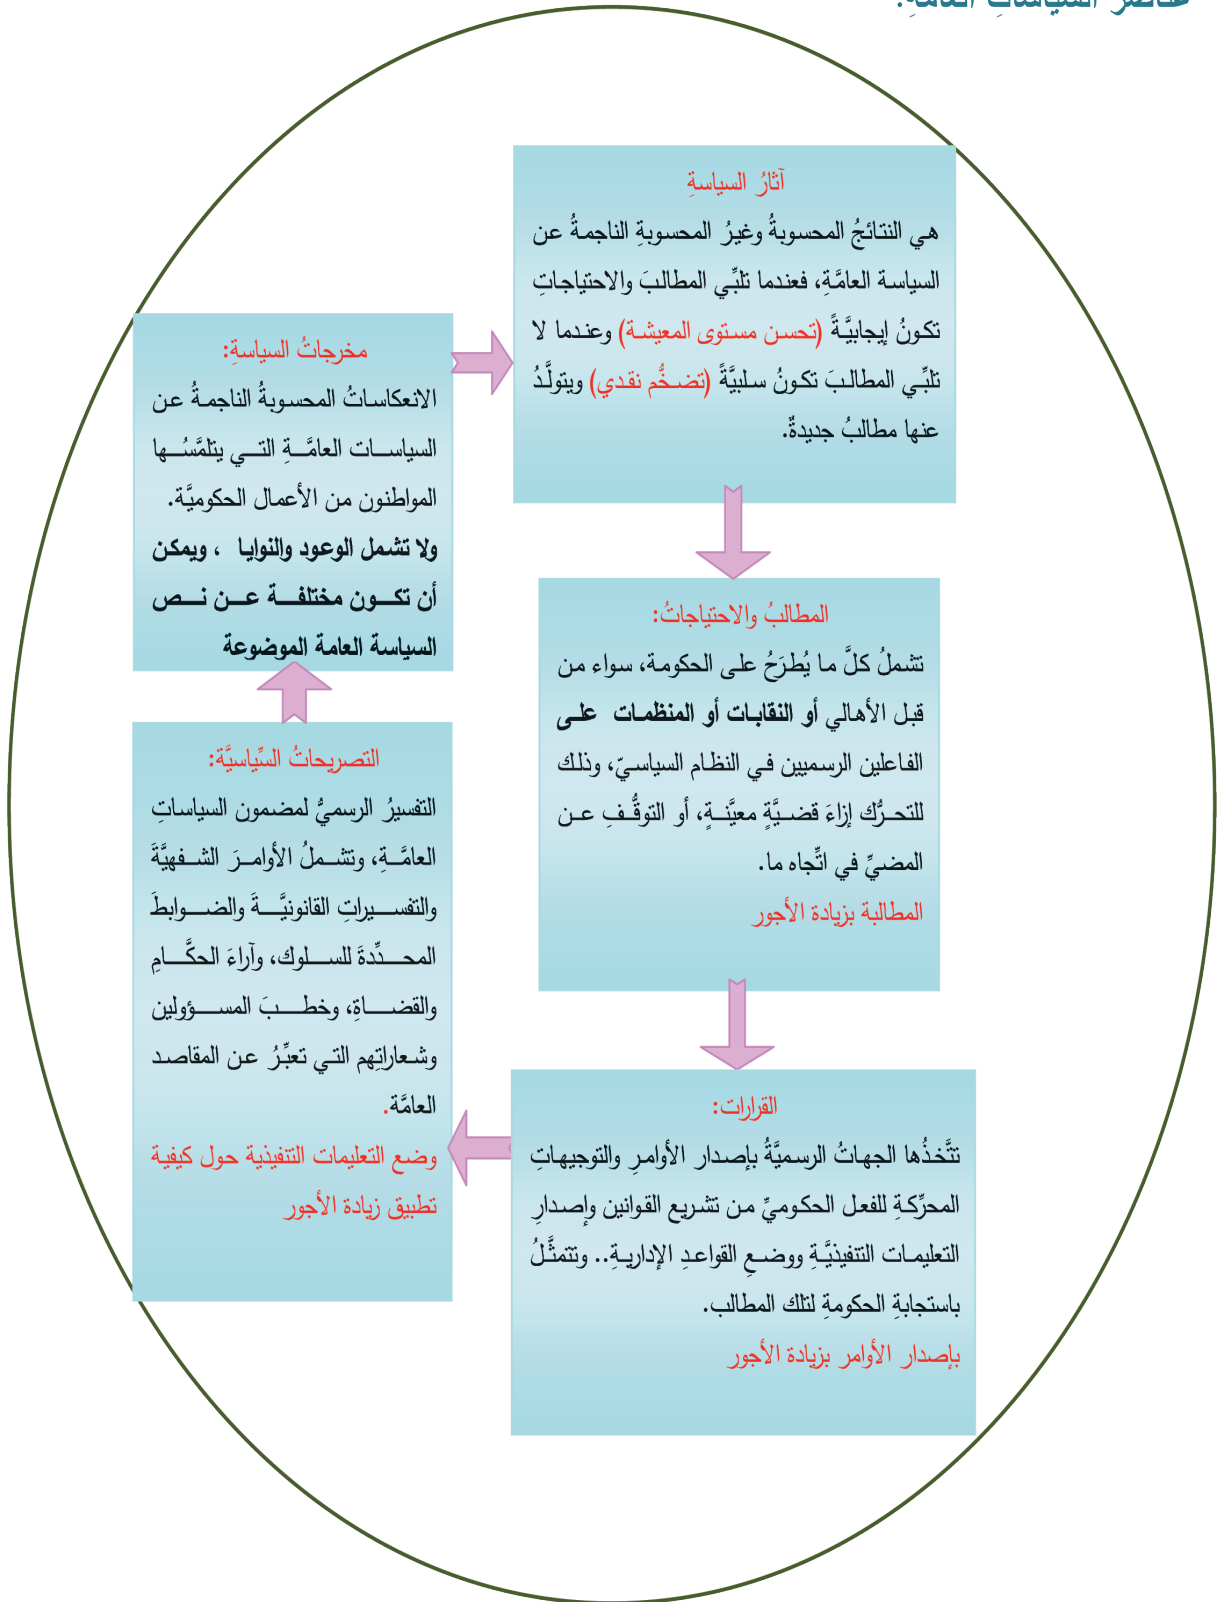 عناصر السياساتِ العامَّةِ:
آثارُ السياسةِ
هي النتائجُ المحسوبةُ وغيرُ المحسوبةِ الناجمةُ عن
السياسة العامَّةِ، فعندما تلبِّي المطالبَ والاحتياجاتِ
تكونُ إيجابيَّةً (تحسن مستوى المعيشة) وعندما لا
تلبِّي المطالبَ تكونُ سلبيَّةً (تضخُّم نقدي) ويتولَّدُ
عنها مطالبُ جديدةٌ.
المطالبُ والاحتياجاتُ:
تشملُ كلَّ ما يُطرَحُ على الحكومة، سواء من
قبل الأهالي أو النقابات أو المنظمات على
الفاعلين الرسميين في النظام السياسيّ، وذلك
للتحرُّك إزاءَ قضيَّةٍ معيَّنةٍ، أو التوقُّفِ عن
المضيِّ في اتِّجاه ما.
المطالبة بزيادة الأجور
القرارات:
تتَّخذُها الجهاتُ الرسميَّةُ بإصدار الأوامرِ والتوجيهاتِ
المحرِّكةِ للفعل الحكوميِّ من تشريع القوانين وإصدارِ
التعليمات التنفيذيَّةِ ووضعِ القواعدِ الإداريةِ.. وتتمثَّلُ
باستجابةِ الحكومةِ لتلك المطالب.
بإصدار الأوامر بزيادة الأجور
التصريحاتُ السِّياسيَّة:
التفسيرُ الرسميُّ لمضمون السياساتِ
العامَّةِ، وتشملُ الأوامرَ الشفهيَّةَ
والتفسيراتِ القانونيَّةَ والضوابطَ
المحدِّدةَ للسلوك، وآراءَ الحكَّامِ
والقضاةِ، وخطبَ المسؤولين
وشعاراتِهم التي تعبِّرُ عن المقاصد
العامَّة.
وضع التعليمات التنفيذية حول كيفية
تطبيق زيادة الأجور
مخرجاتُ السياسةِ:
الانعكاساتُ المحسوبةُ الناجمةُ عن
السياسات العامَّةِ التي يتلمَّسُها
المواطنون من الأعمال الحكوميَّة.
ولا تشمل الوعود والنوايا ، ويمكن
أن تكون مختلفة عن نص
السياسة العامة الموضوعة